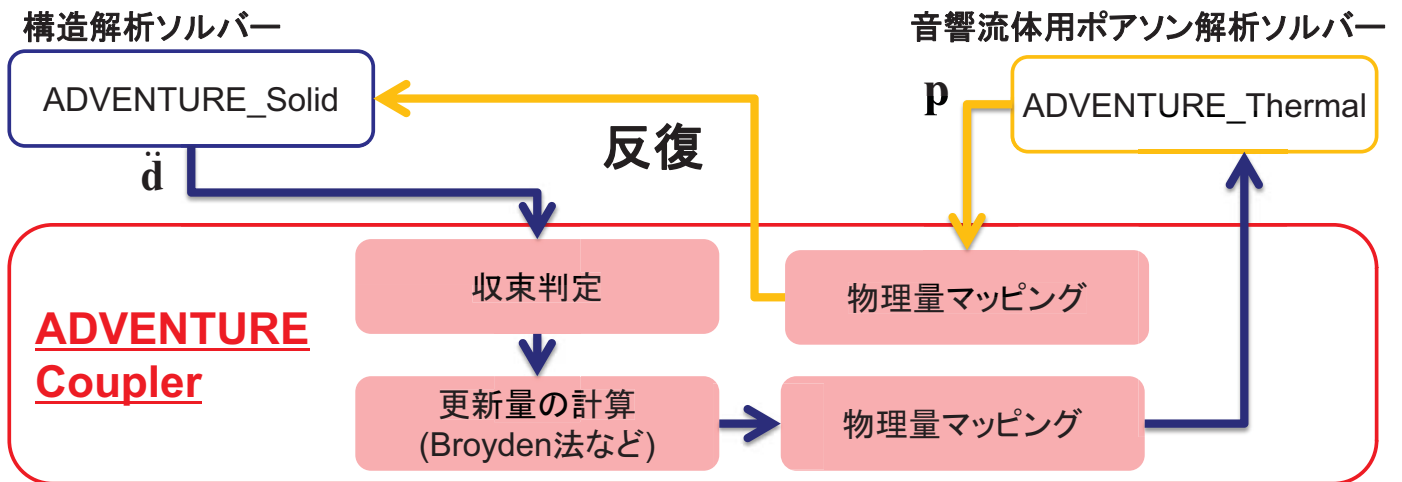 構造解析ソルバー
音響流体用ポアソン解析ソルバー
ADVENTURE_Solid
p
ADVENTURE_Thermal
反復
d̈
収束判定
物理量マッピング
ADVENTURE
Coupler
更新量の計算
(Broyden法など)
物理量マッピング